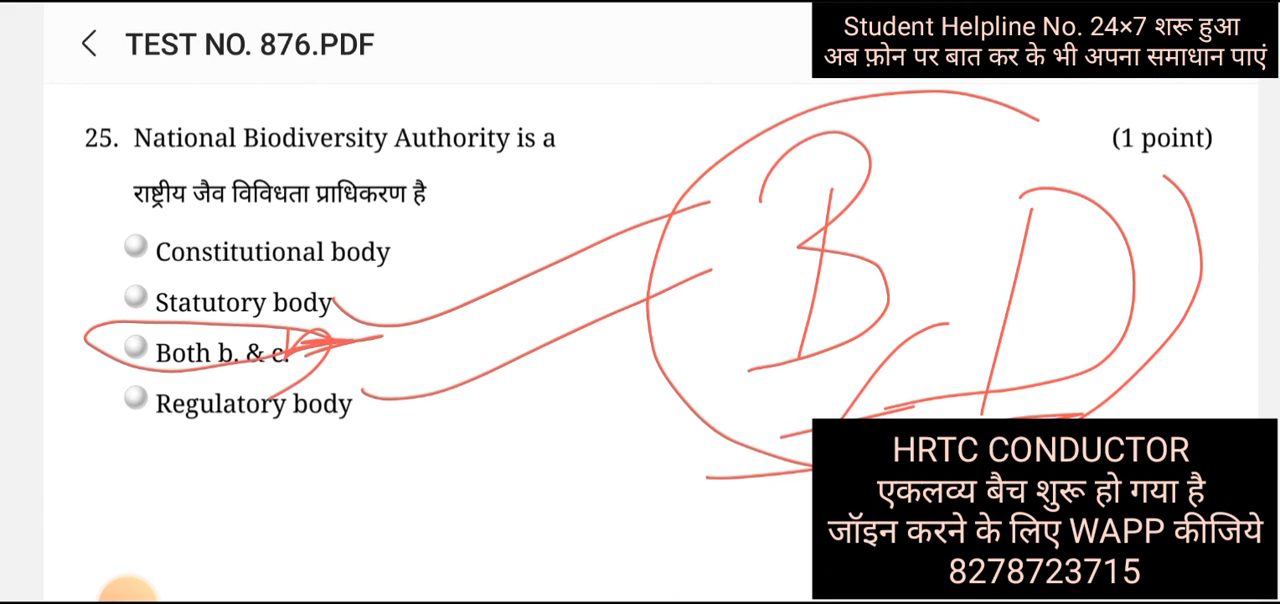 TEST NO. 876.PDF
Student Helpline No. 24×7 शरू हुआ
अब फ़ोन पर बात कर के भी अपना समाधान पाएं
25. National Biodiversity Authority is a (1 point)
राष्ट्रीय जैव विविधता प्राधिकरण है
Constitutional body
Statutory body
Both b. & c.
Regulatory body
B D
HRTC CONDUCTOR
एकलव्य बैच शुरू हो गया है
जॉइन करने के लिए WAPP कीजिये
8278723715